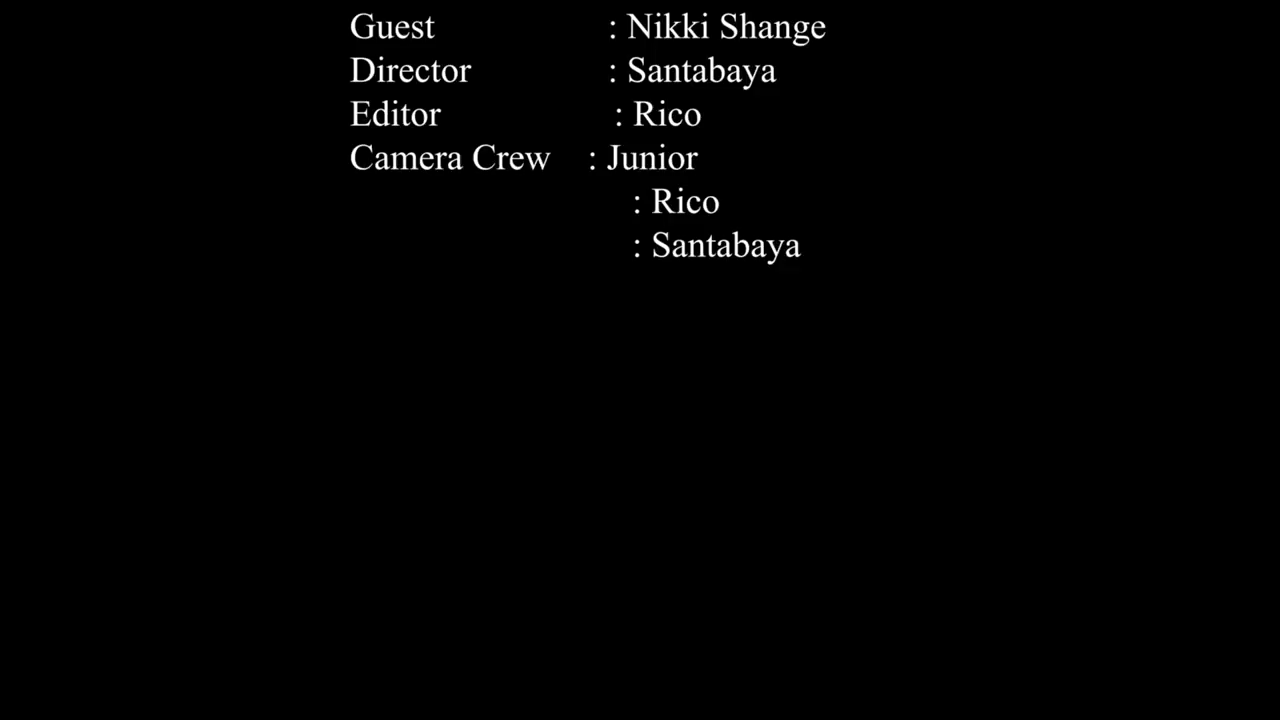 Guest : Nikki Shange
Director : Santabaya
Editor : Rico
Camera Crew : Junior
: Rico
: Santabaya